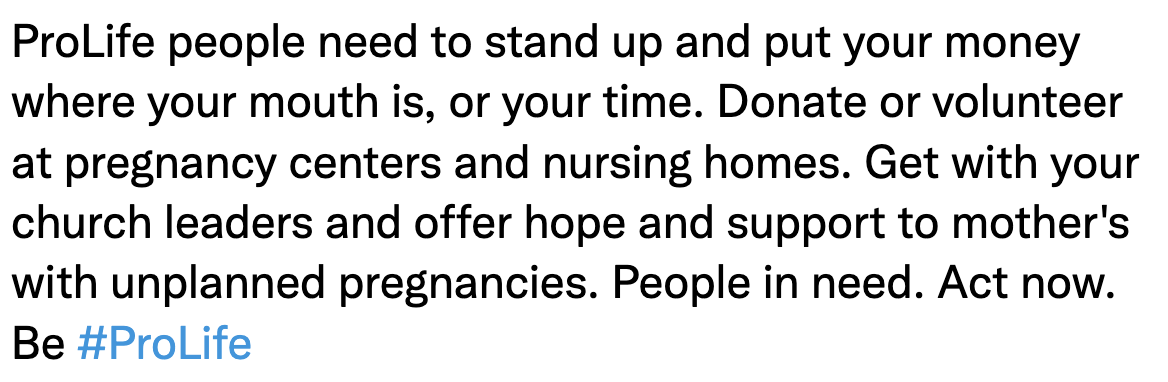 ProLife people need to stand up and put your money
where your mouth is, or your time. Donate or volunteer
at pregnancy centers and nursing homes. Get with your
church leaders and offer hope and support to mother's
with unplanned pregnancies. People in need. Act now.
Be #ProLife